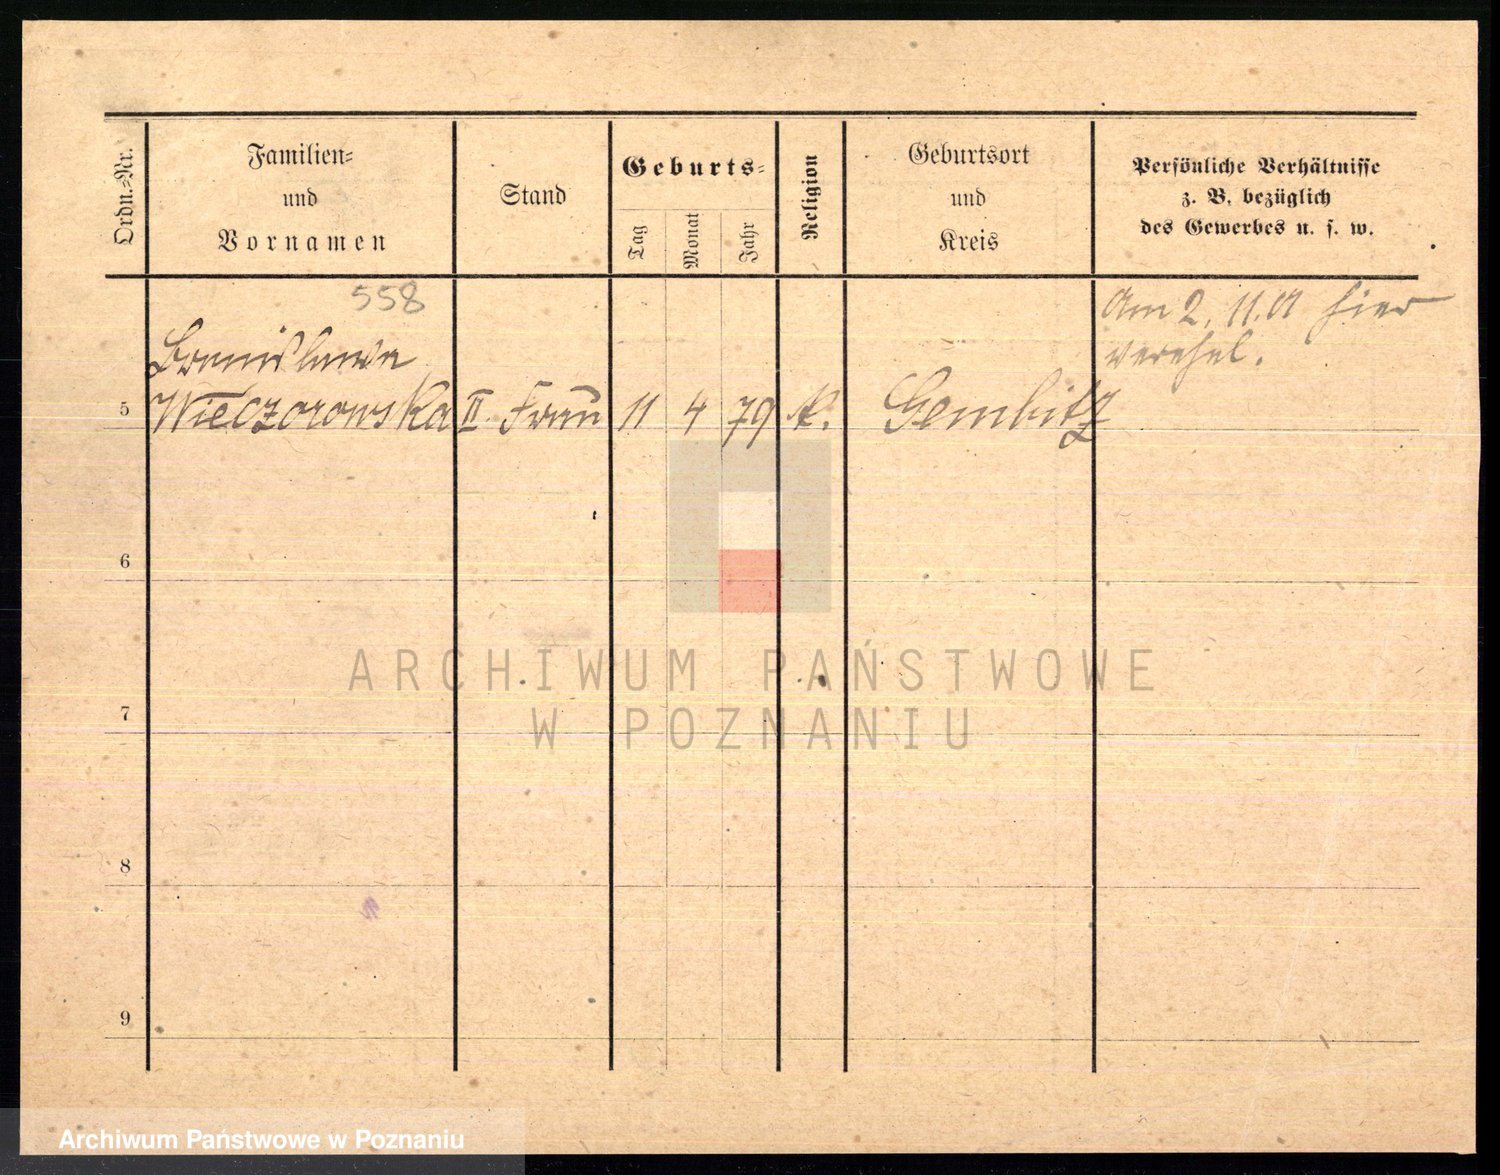 Ordn.-Nr.
Familien-
und
Vornamen
Stand
Geburts-
Tag
Monat
Jahr
Religion
Geburtsort
und
Kreis
Persönliche Verhältnisse
z. B. bezüglich
des Gewerbes u. s. w.
558
Am 2. 11. 01 hier
verehel.
Bronislawa
5 Wieczorowska II. Frau 11 4 79 K. Gembitz
6
7
8
9
ARCHIWUM PAŃSTWOWE
W POZNANIU
Archiwum Państwowe w Poznaniu